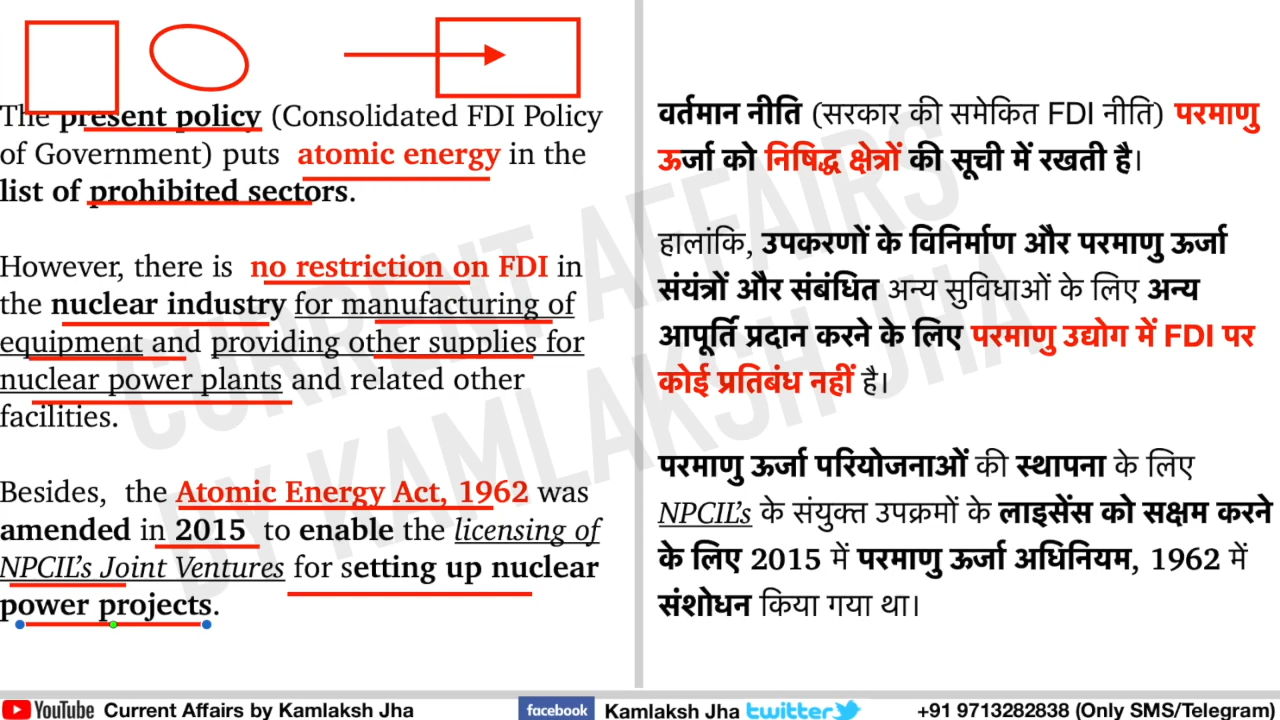 The present policy (Consolidated FDI Policy
of Government) puts atomic energy in the
list of prohibited sectors.
However, there is no restriction on FDI in
the nuclear industry for manufacturing of
equipment and providing other supplies for
nuclear power plants and related other
facilities.
Besides, the Atomic Energy Act, 1962 was
amended in 2015 to enable the licensing of
NPCIL’s Joint Ventures for setting up nuclear
power projects.
वर्तमान नीति (सरकार की समेकित FDI नीति) परमाणु
ऊर्जा को निषिद्ध क्षेत्रों की सूची में रखती है।
हालांकि, उपकरणों के विनिर्माण और परमाणु ऊर्जा
संयंत्रों और संबंधित अन्य सुविधाओं के लिए अन्य
आपूर्ति प्रदान करने के लिए परमाणु उद्योग में FDI पर
कोई प्रतिबंध नहीं है।
परमाणु ऊर्जा परियोजनाओं की स्थापना के लिए
NPCIL’s के संयुक्त उपक्रमों के लाइसेंस को सक्षम करने
के लिए 2015 में परमाणु ऊर्जा अधिनियम, 1962 में
संशोधन किया गया था।
CURRENT AFFAIRS
BY KAMLAKSH JHA
YouTube Current Affairs by Kamlaksh Jha facebook Kamlaksh Jha twitter +91 9713282838 (Only SMS/Telegram)